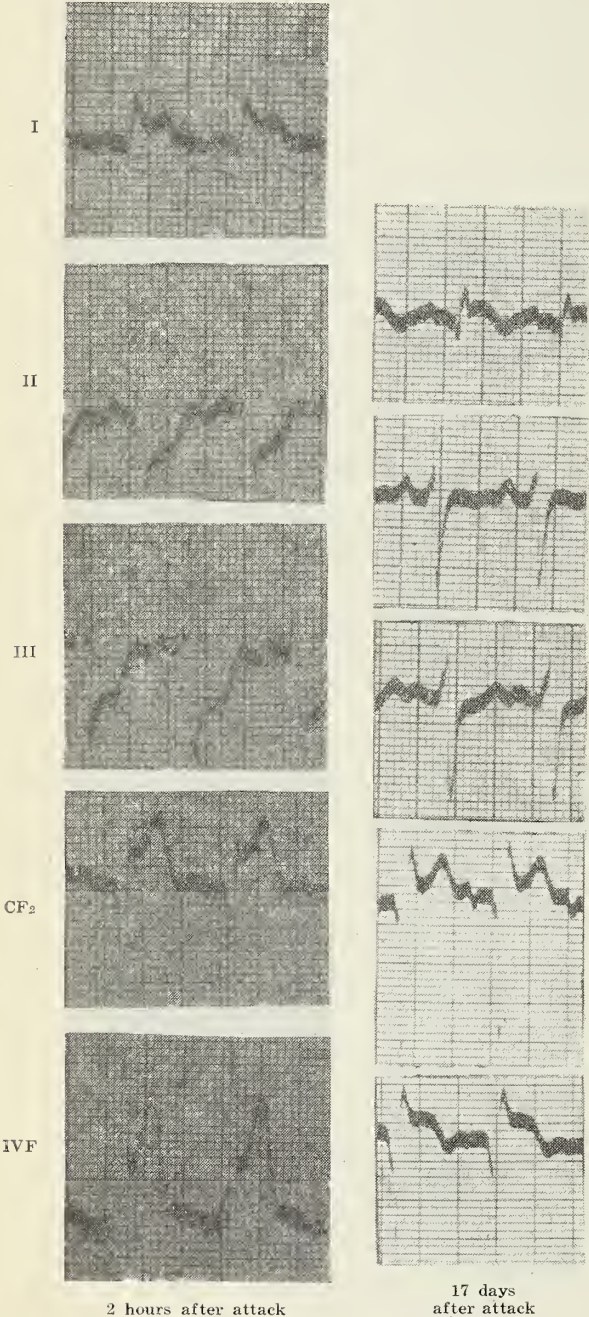 I
II
III
CF₂
IVF
2 hours after attack
17 days
after attack